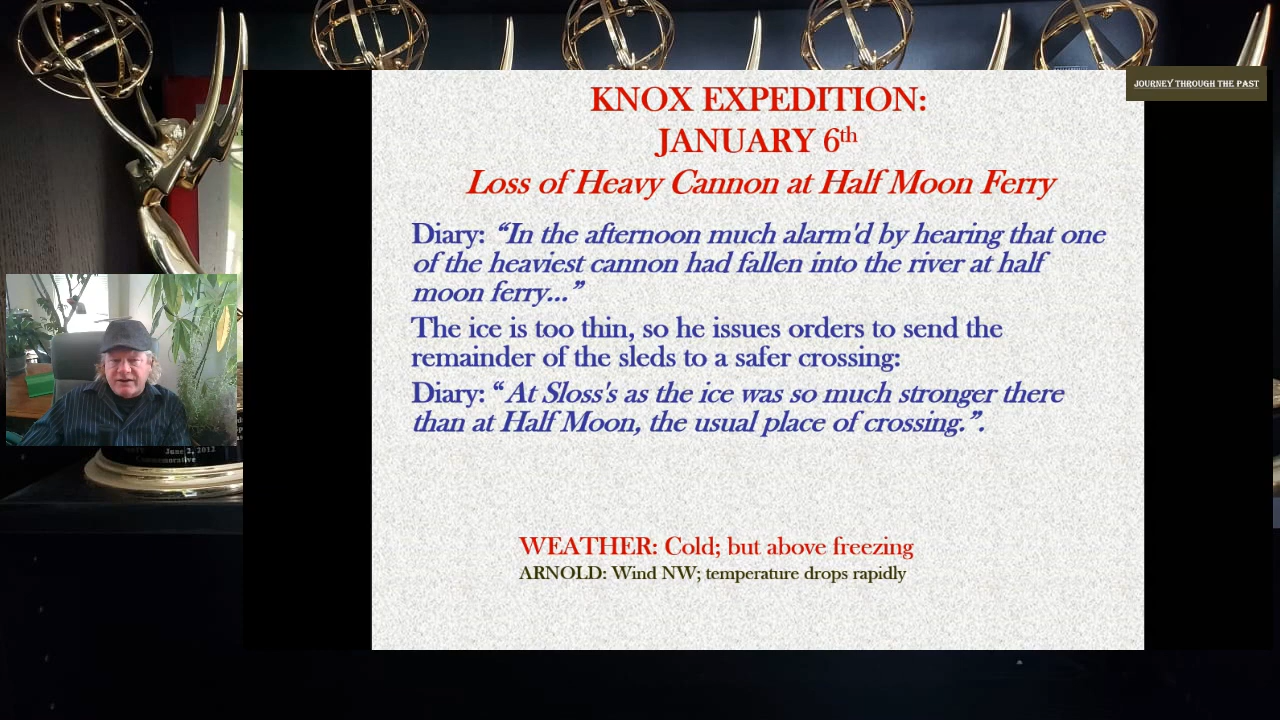 JOURNEY THROUGH THE PAST
KNOX EXPEDITION:
JANUARY 6th
Loss of Heavy Cannon at Half Moon Ferry
Diary: “In the afternoon much alarm'd by hearing that one
of the heaviest cannon had fallen into the river at half
moon ferry...”
The ice is too thin, so he issues orders to send the
remainder of the sleds to a safer crossing:
Diary: “At Sloss's as the ice was so much stronger there
than at Half Moon, the usual place of crossing.”.
WEATHER: Cold; but above freezing
ARNOLD: Wind NW; temperature drops rapidly
June 2, 2012
Commemorative